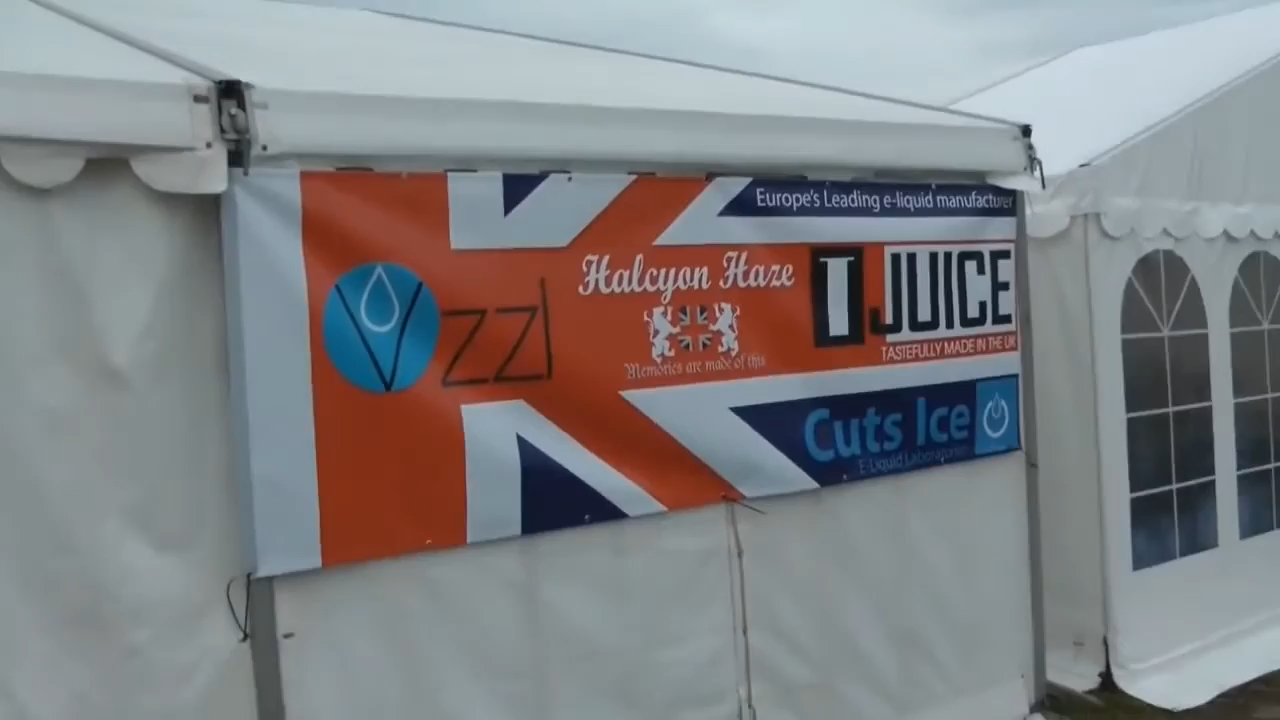 Europe's Leading e-liquid manufacturer
Vzzl
Halcyon Haze
Memories are made of this
I JUICE
TASTEFULLY MADE IN THE UK
Cuts Ice
E-Liquid Laboratories